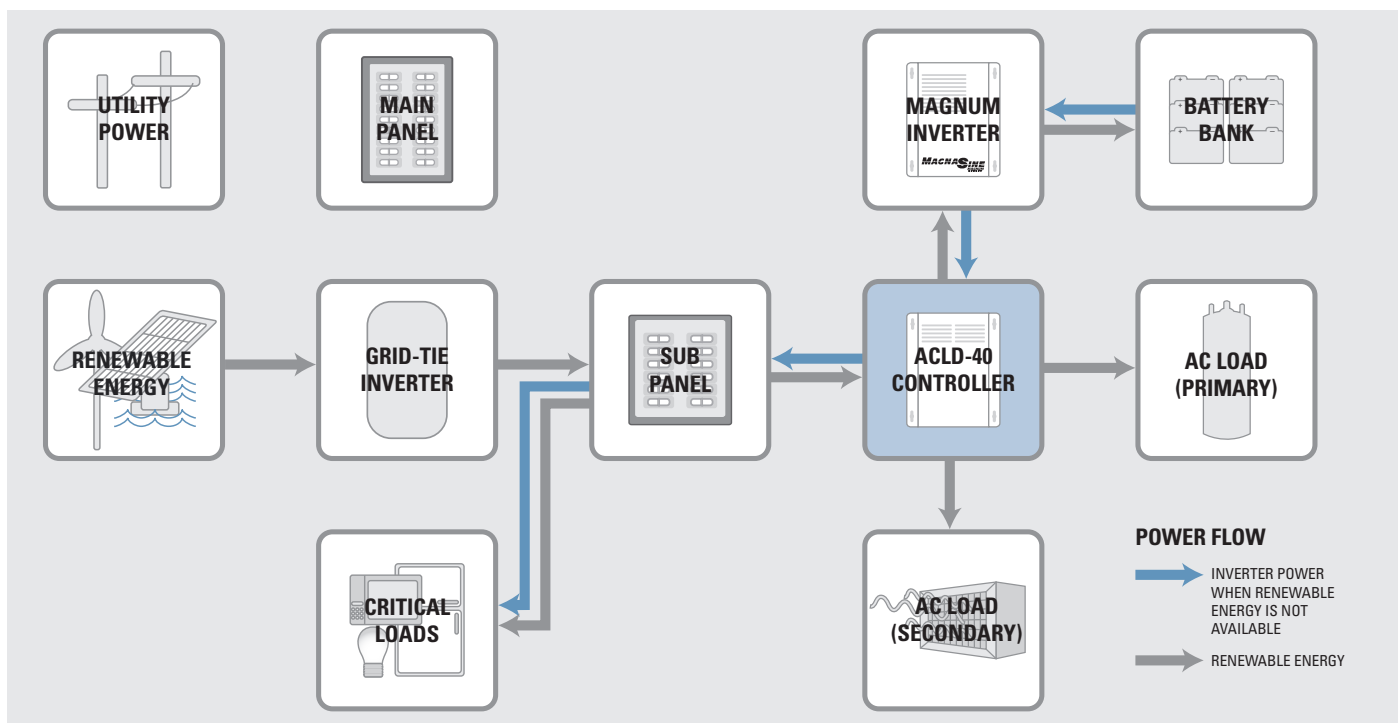 UTILITY
POWER
MAIN
PANEL
MAGNUM
INVERTER
MAGNASINE
BATTERY
BANK
RENEWABLE
ENERGY
GRID-TIE
INVERTER
SUB
PANEL
ACLD-40
CONTROLLER
AC LOAD
(PRIMARY)
CRITICAL
LOADS
AC LOAD
(SECONDARY)
POWER FLOW
INVERTER POWER
WHEN RENEWABLE
ENERGY IS NOT
AVAILABLE
RENEWABLE ENERGY